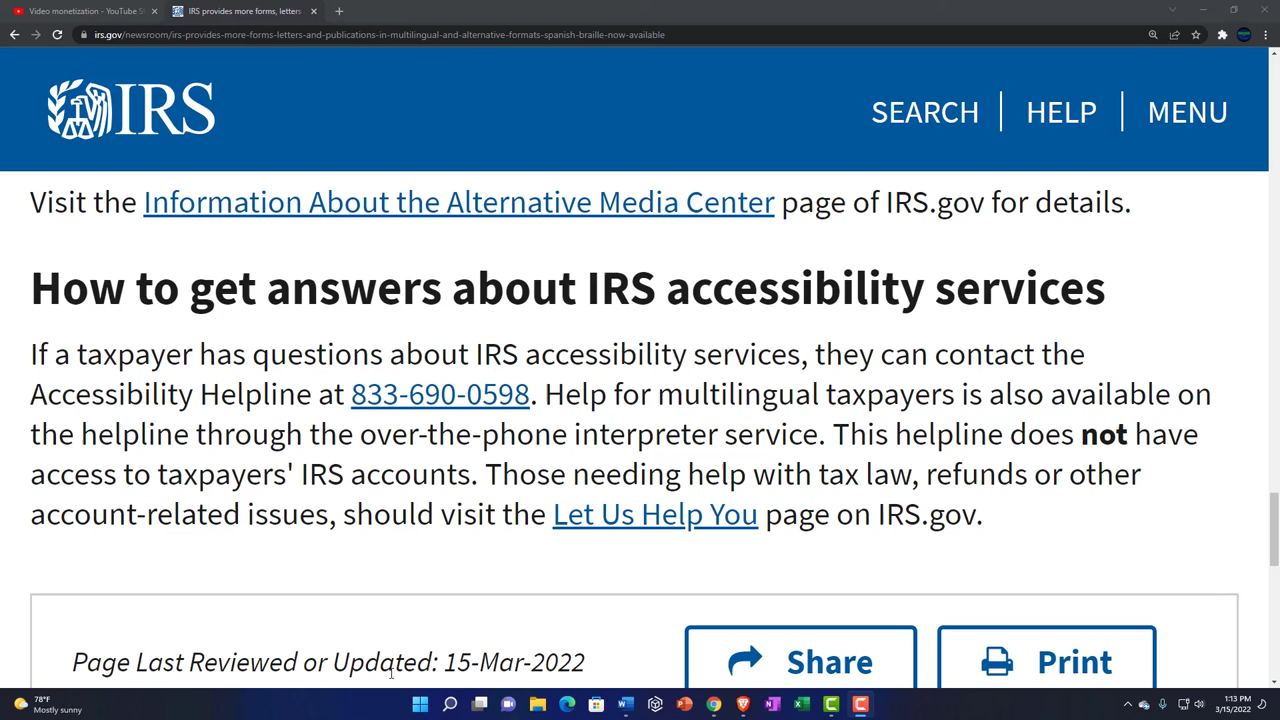 Video monetization - YouTube S
IRS provides more forms, letters
irs.gov/newsroom/irs-provides-more-forms-letters-and-publications-in-multilingual-and-alternative-formats-spanish-braille-now-available
IRS
SEARCH
HELP
MENU
Visit the Information About the Alternative Media Center page of IRS.gov for details.
How to get answers about IRS accessibility services
If a taxpayer has questions about IRS accessibility services, they can contact the
Accessibility Helpline at 833-690-0598. Help for multilingual taxpayers is also available on
the helpline through the over-the-phone interpreter service. This helpline does not have
access to taxpayers' IRS accounts. Those needing help with tax law, refunds or other
account-related issues, should visit the Let Us Help You page on IRS.gov.
Page Last Reviewed or Updated: 15-Mar-2022
Share
Print
78°F
Mostly sunny
1:13 PM
3/15/2022